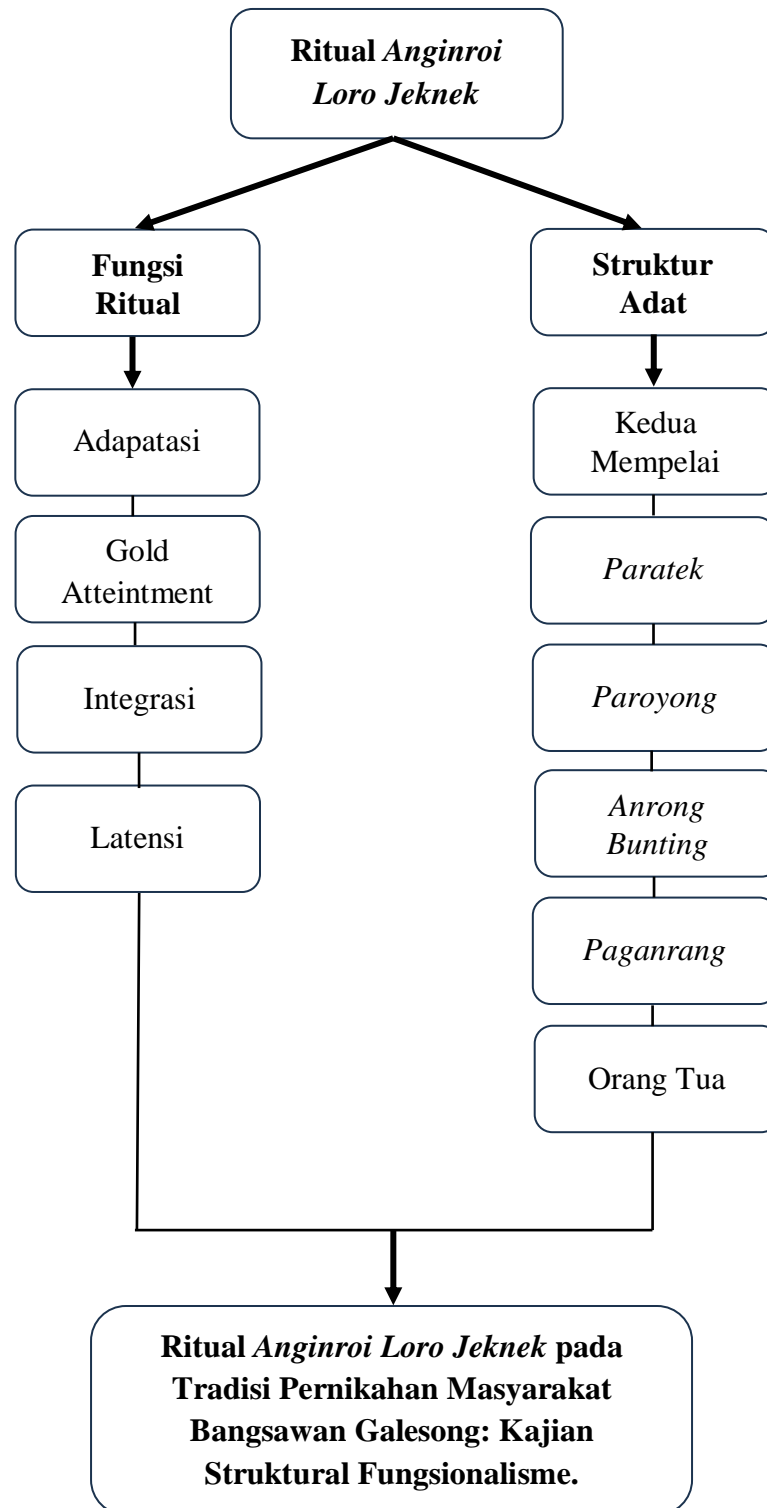 Ritual Anginroi
Loro Jeknek
Fungsi
Ritual
Struktur
Adat
Adapatasi
Gold
Atteintment
Integrasi
Latensi
Kedua
Mempelai
Paratek
Paroyong
Anrong
Bunting
Paganrang
Orang Tua
Ritual Anginroi Loro Jeknek pada
Tradisi Pernikahan Masyarakat
Bangsawan Galesong: Kajian
Struktural Fungsionalisme.